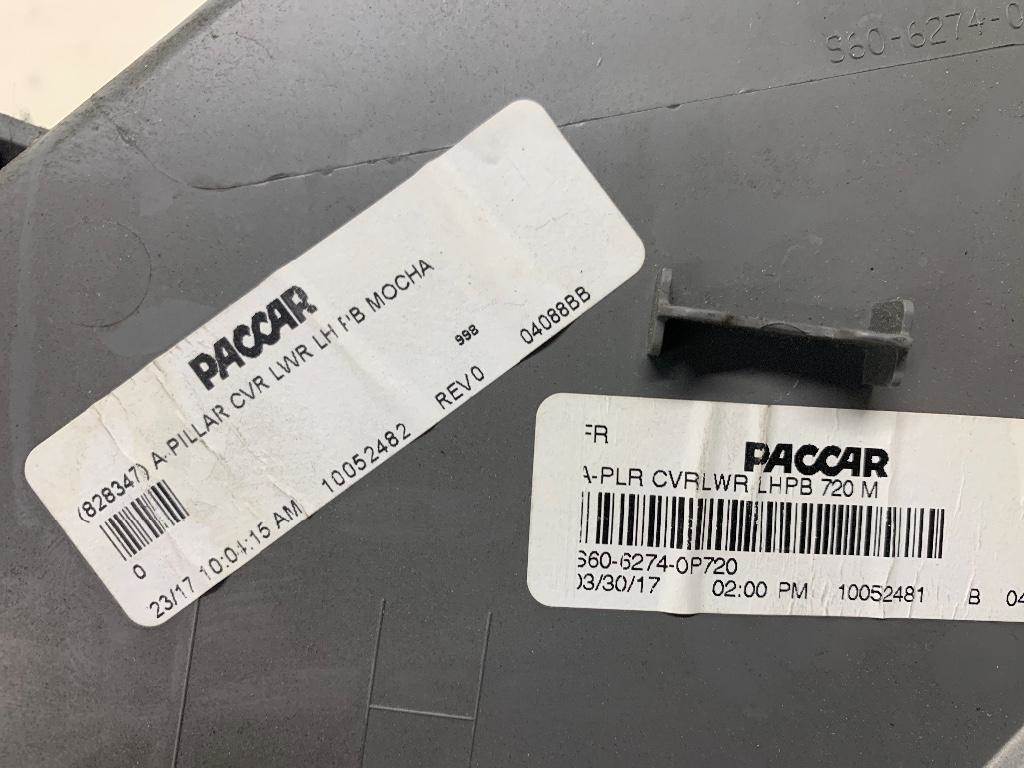 S60-6274-0
PACCAR
(828347) A-PILLAR CVR LWR LH PB MOCHA
998
0
23/17 10:04:15 AM 10052482 REV0 04088BB
FR
PACCAR
A-PLR CVRLWR LHPB 720 M
S60-6274-0P720
03/30/17 02:00 PM 10052481 B 04